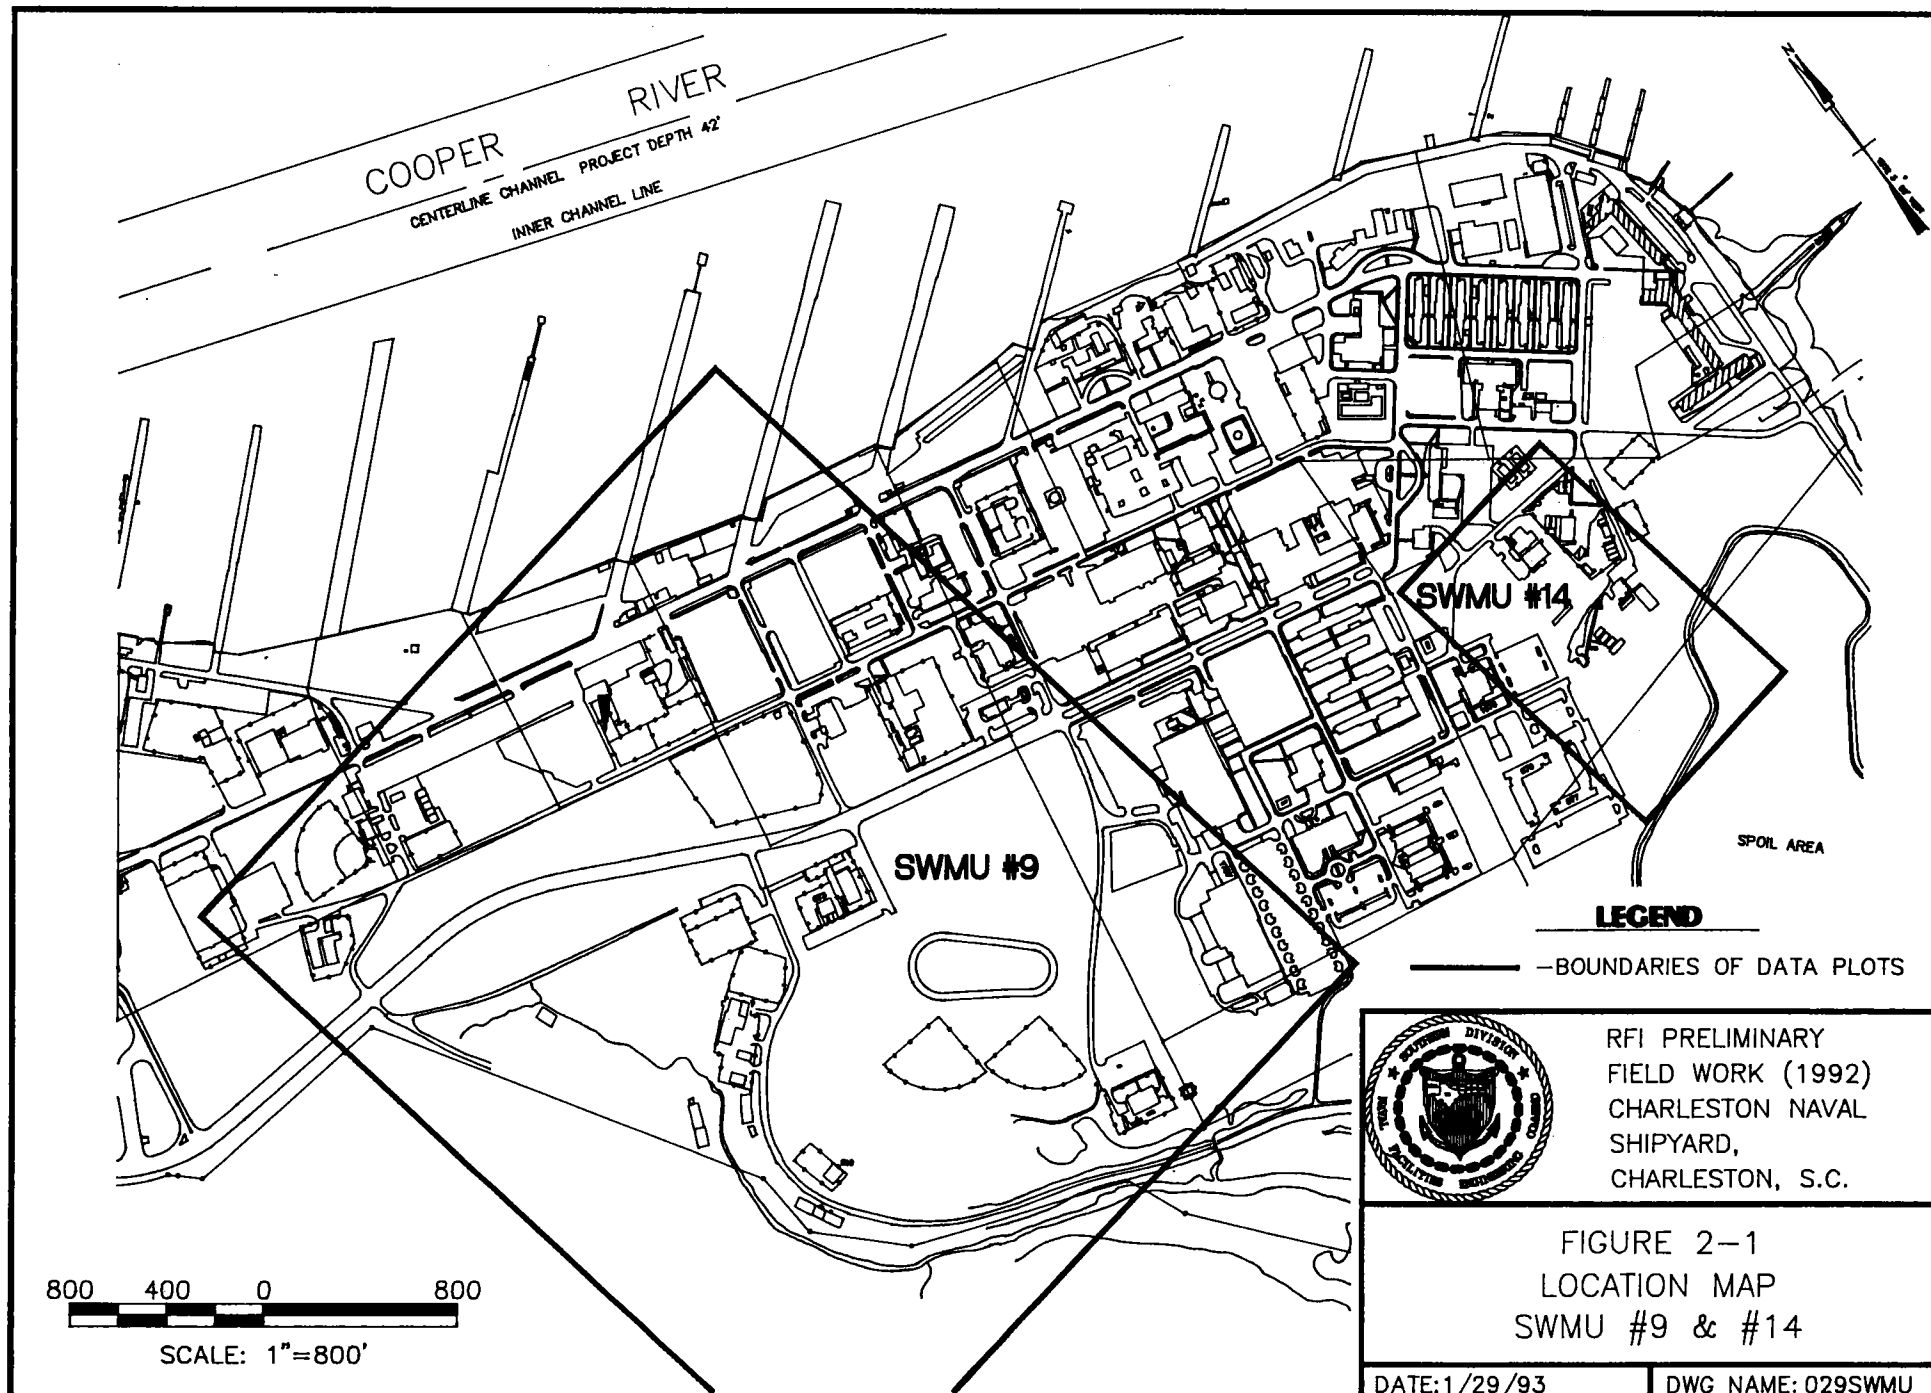 COOPER RIVER
CENTERLINE CHANNEL PROJECT DEPTH 42'
INNER CHANNEL LINE
N
SWMU #14
SWMU #9
SPOIL AREA
LEGEND
—BOUNDARIES OF DATA PLOTS
SOUTHERN DIVISION
FACILITIES ENGINEERING
RFI PRELIMINARY
FIELD WORK (1992)
CHARLESTON NAVAL
SHIPYARD,
CHARLESTON, S.C.
800 400 0 800
SCALE: 1"=800'
FIGURE 2-1
LOCATION MAP
SWMU #9 & #14
DATE:1/29/93
DWG NAME: 029SWMU